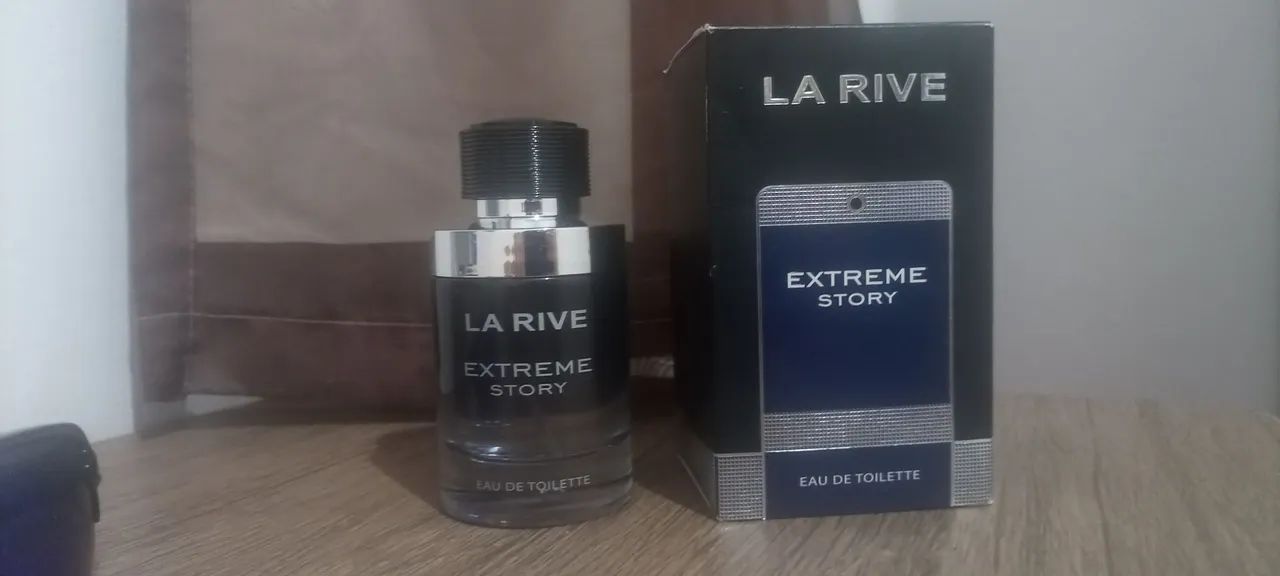 LA RIVE
EXTREME
STORY
EAU DE TOILETTE
LA RIVE
EXTREME
STORY
EAU DE TOILETTE